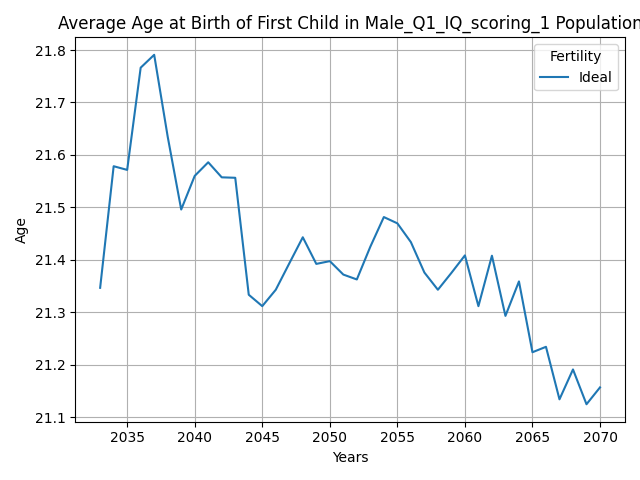 Average Age at Birth of First Child in Male_Q1_IQ_scoring_1 Population
Fertility
Ideal
21.8
21.7
21.6
21.5
21.4
21.3
21.2
21.1
Age
2035 2040 2045 2050 2055 2060 2065 2070
Years